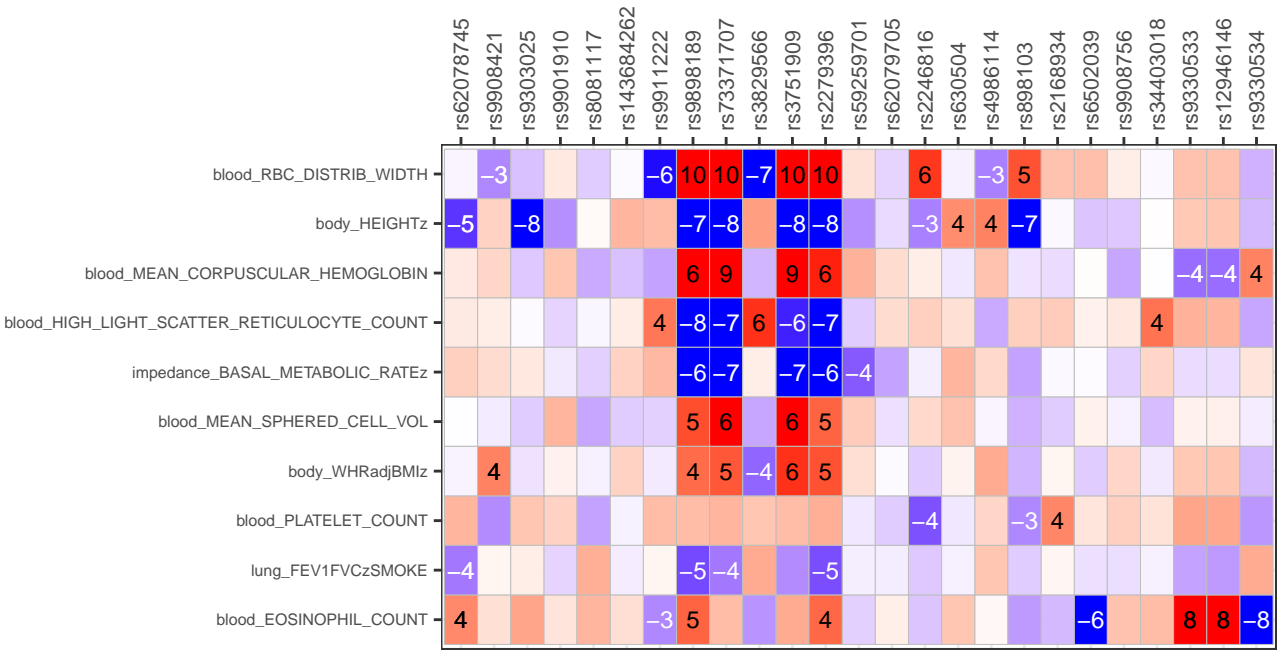 rs62078745 rs9908421 rs9303025 rs9901910 rs8081117 rs143684262 rs9911222 rs9898189 rs73371707 rs3829566 rs3751909 rs2279396 rs59259701 rs62079705 rs2246816 rs630504 rs4986114 rs898103 rs2168934 rs6502039 rs9908756 rs34403018 rs9330533 rs12946146 rs9330534
blood_RBC_DISTRIB_WIDTH −3 −6 10 10 −7 10 10 6 −3 5
body_HEIGHTz −5 −8 −7 −8 −8 −8 −3 4 4 −7
blood_MEAN_CORPUSCULAR_HEMOGLOBIN 6 9 9 6 −4 −4 4
blood_HIGH_LIGHT_SCATTER_RETICULOCYTE_COUNT 4 −8 −7 6 −6 −7 4
impedance_BASAL_METABOLIC_RATEz −6 −7 −7 −6 −4
blood_MEAN_SPHERED_CELL_VOL 5 6 6 5
body_WHRadjBMIz 4 4 5 −4 6 5
blood_PLATELET_COUNT −4 −3 4
lung_FEV1FVCzSMOKE −4 −5 −4 −5
blood_EOSINOPHIL_COUNT 4 −3 5 4 −6 8 8 −8